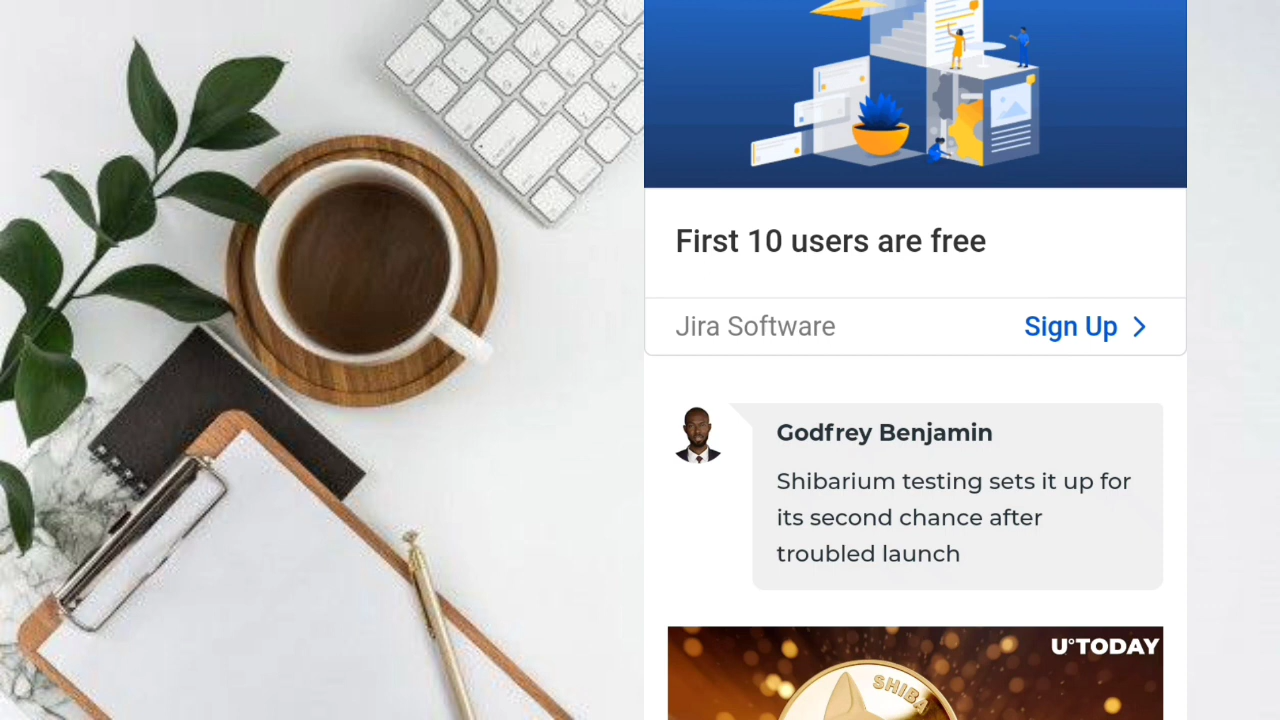 First 10 users are free
Jira Software
Sign Up
Godfrey Benjamin
Shibarium testing sets it up for
its second chance after
troubled launch
U°TODAY
SHIBA